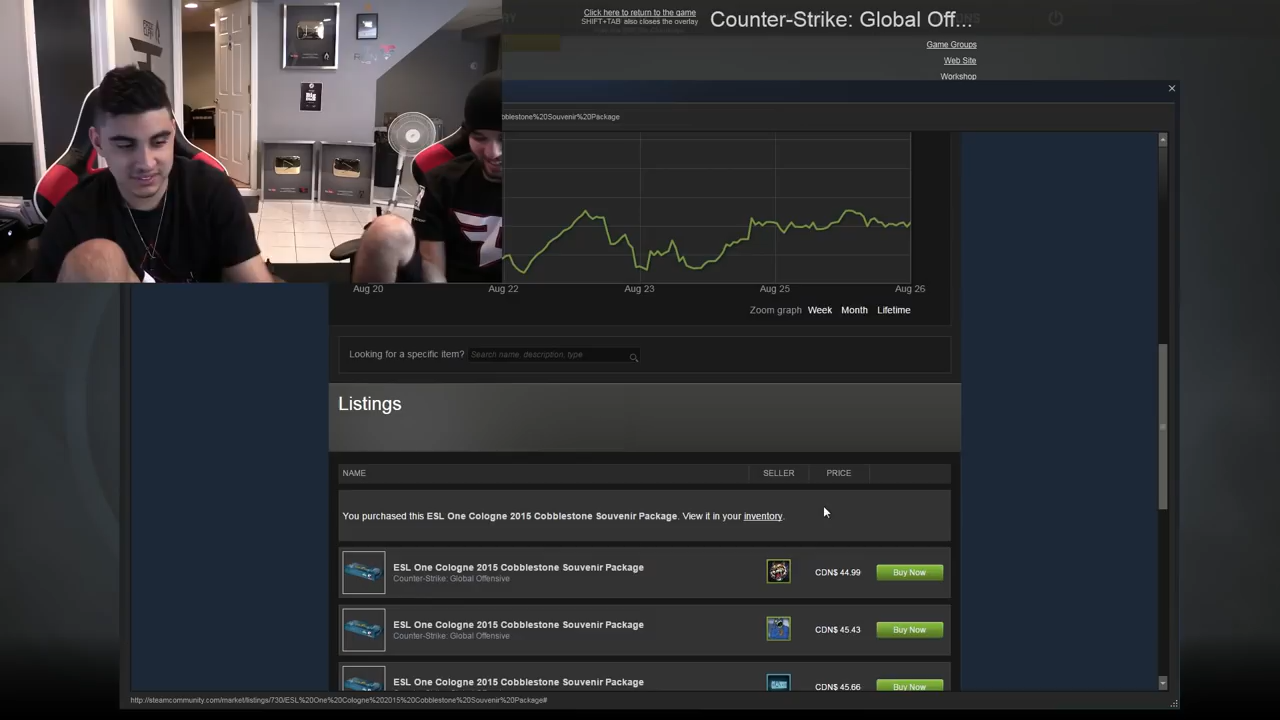 Click here to return to the game
SHIFT+TAB also closes the overlay
Counter-Strike: Global Off...
Game Groups
Web Site
Workshop
obblestone%20Souvenir%20Package
Aug 20
Aug 22
Aug 23
Aug 25
Aug 26
Zoom graph Week Month Lifetime
Looking for a specific item? Search name, description, type
Listings
NAME SELLER PRICE
You purchased this ESL One Cologne 2015 Cobblestone Souvenir Package. View it in your inventory.
ESL One Cologne 2015 Cobblestone Souvenir Package
Counter-Strike: Global Offensive
CDN$ 44.99
Buy Now
ESL One Cologne 2015 Cobblestone Souvenir Package
Counter-Strike: Global Offensive
CDN$ 45.43
Buy Now
ESL One Cologne 2015 Cobblestone Souvenir Package
CDN$ 45.66
Buy Now
http://steamcommunity.com/market/listings/730/ESL%20One%20Cologne%202015%20Cobblestone%20Souvenir%20Package#